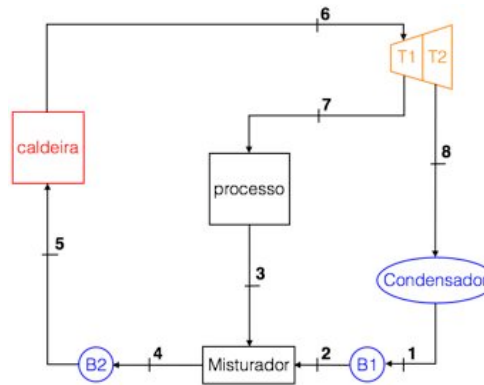 6
T1 T2
7
caldeira
8
processo
5
3
Condensador
4
2
1
B2
Misturador
B1